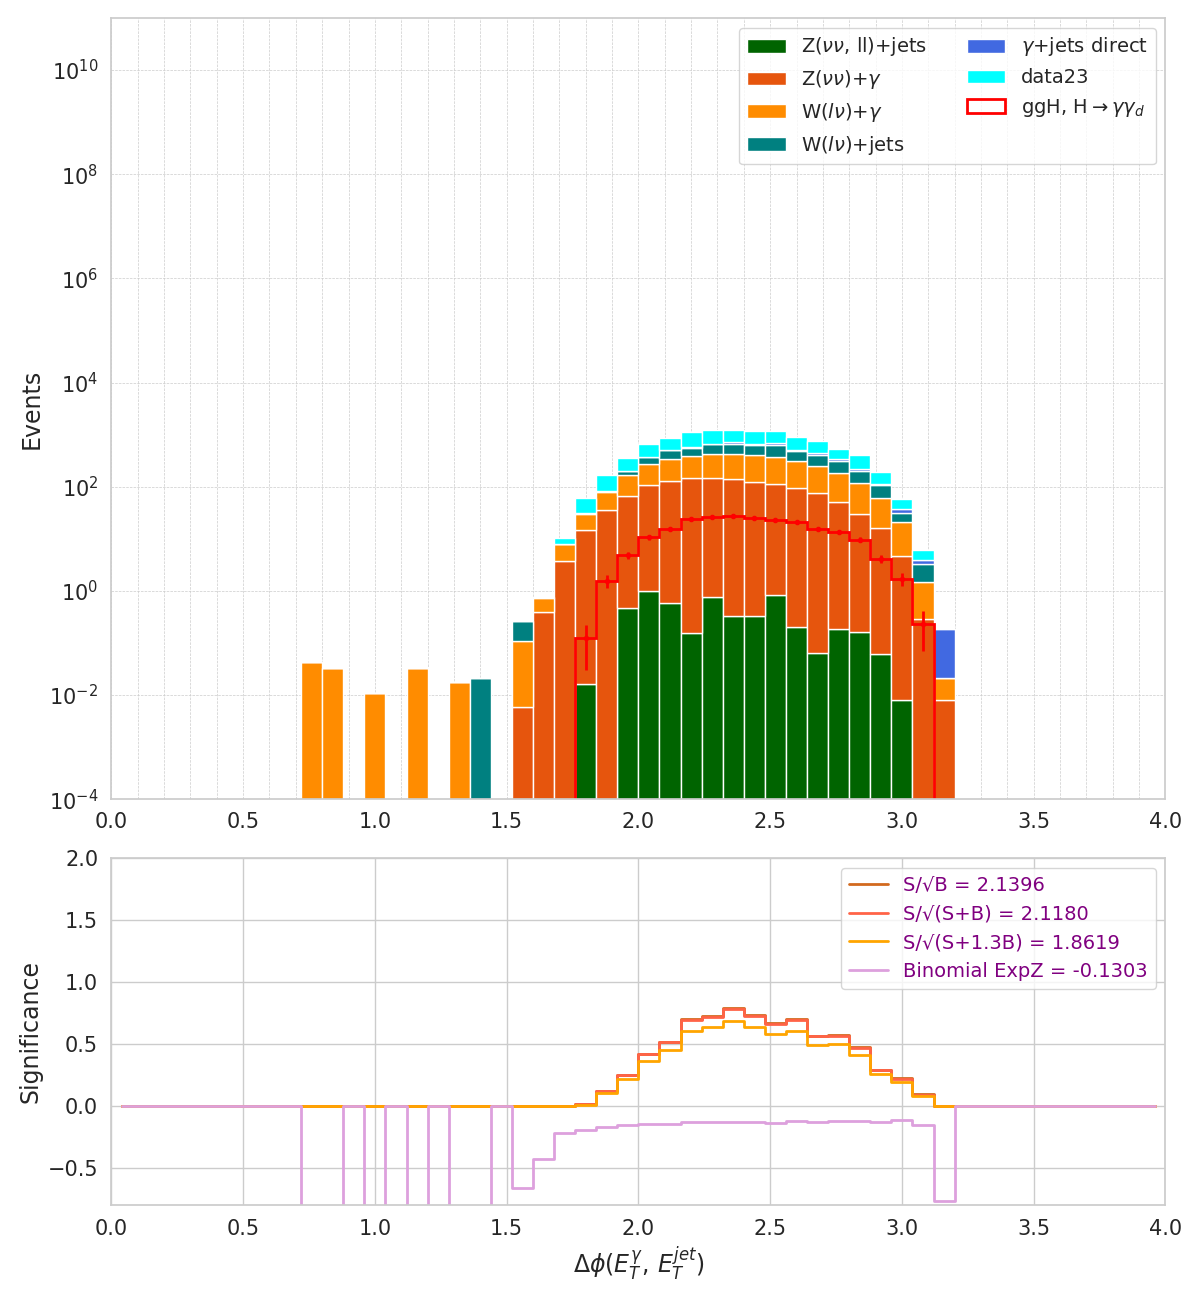 Z(νν, ll)+jets
Z(νν)+γ
W(lν)+γ
W(lν)+jets
γ+jets direct
data23
ggH, H→γγ_d
Events
10^10
10^8
10^6
10^4
10^2
10^0
10^−2
10^−4
0.0 0.5 1.0 1.5 2.0 2.5 3.0 3.5 4.0
S/√B = 2.1396
S/√(S+B) = 2.1180
S/√(S+1.3B) = 1.8619
Binomial ExpZ = -0.1303
Significance
2.0
1.5
1.0
0.5
0.0
−0.5
0.0 0.5 1.0 1.5 2.0 2.5 3.0 3.5 4.0
Δϕ(E_T^γ, E_T^jet)